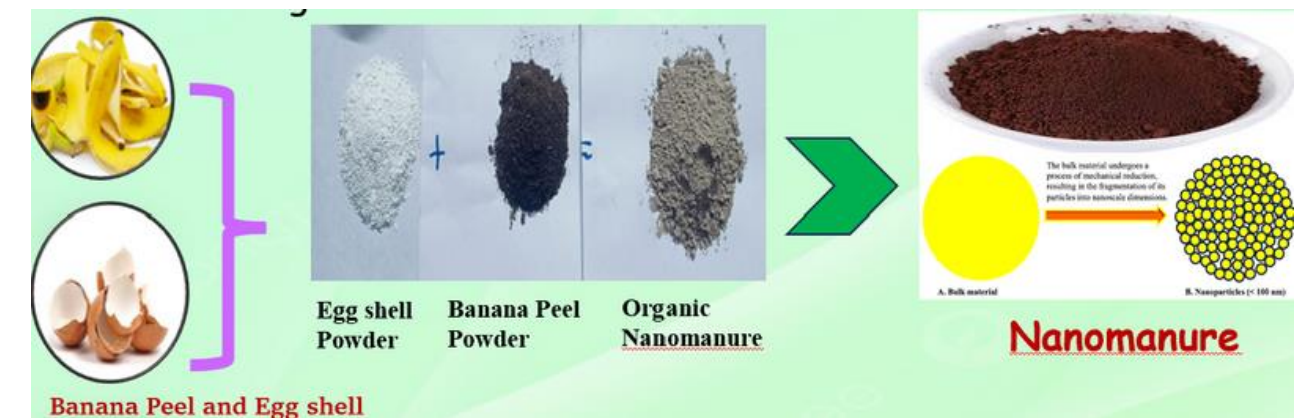 +
=
Egg shell
Powder
Banana Peel
Powder
Organic
Nanomanure
Banana Peel and Egg shell
The bulk material undergoes a
process of mechanical reduction,
resulting in the fragmentation of its
particles into nanoscale dimensions.
A. Bulk material
B. Nanoparticles (< 100 nm)
Nanomanure